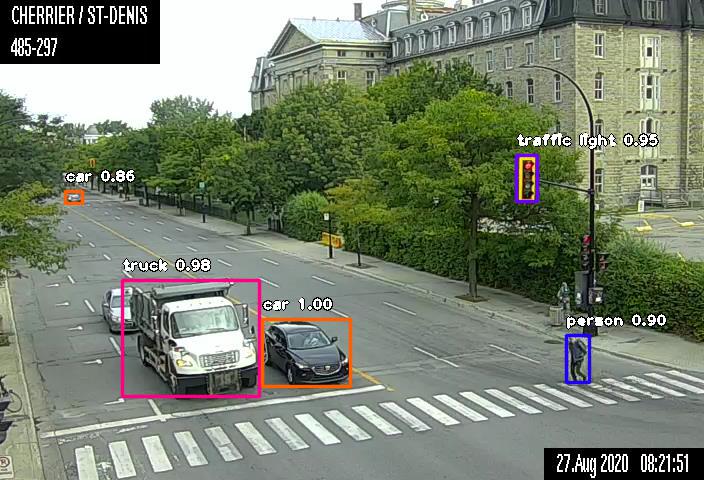 CHERRIER / ST-DENIS
485-297
traffic light 0.95
car 0.86
truck 0.98
car 1.00
person 0.90
27.Aug 2020 08:21:51